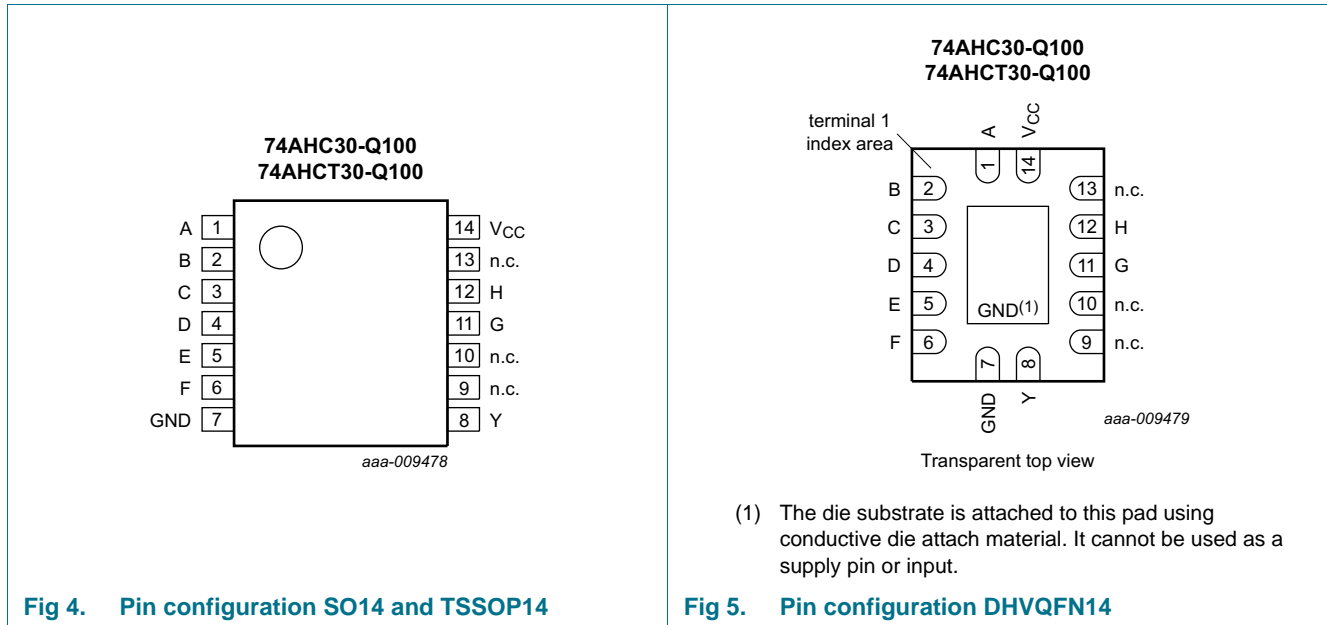 74AHC30-Q100
74AHCT30-Q100
A 1
B 2
C 3
D 4
E 5
F 6
GND 7
14 VCC
13 n.c.
12 H
11 G
10 n.c.
9 n.c.
8 Y
aaa-009478
Fig 4. Pin configuration SO14 and TSSOP14
74AHC30-Q100
74AHCT30-Q100
terminal 1
index area
A VCC
1 14
B 2
C 3
D 4
E 5
F 6
13 n.c.
12 H
11 G
10 n.c.
9 n.c.
GND(1)
7 8
GND Y
aaa-009479
Transparent top view
(1) The die substrate is attached to this pad using
conductive die attach material. It cannot be used as a
supply pin or input.
Fig 5. Pin configuration DHVQFN14